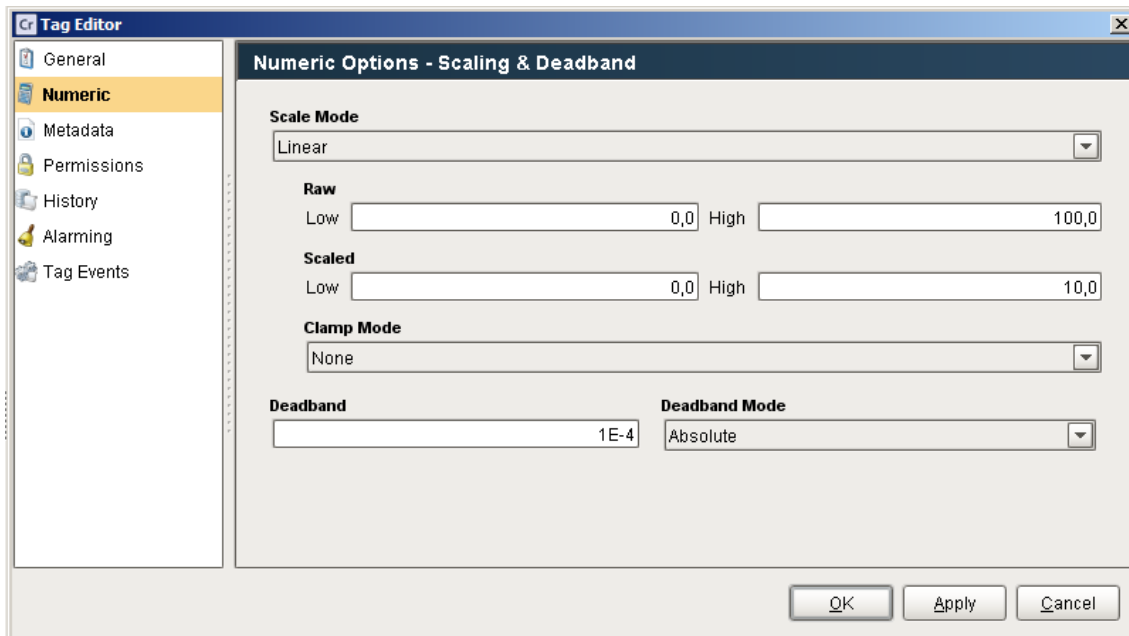 Cr Tag Editor
General
Numeric
Metadata
Permissions
History
Alarming
Tag Events
Numeric Options - Scaling & Deadband
Scale Mode
Linear
Raw
Low 0,0 High 100,0
Scaled
Low 0,0 High 10,0
Clamp Mode
None
Deadband Deadband Mode
1E-4 Absolute
OK Apply Cancel